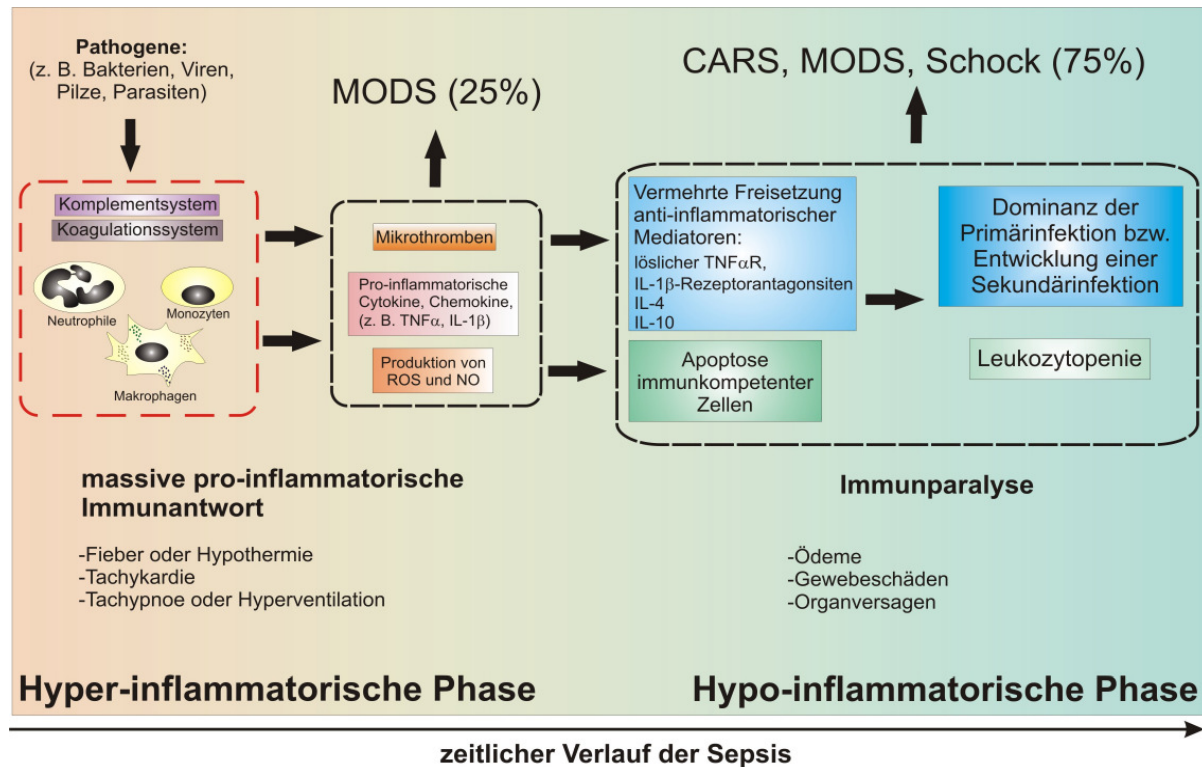 Pathogene:
(z. B. Bakterien, Viren,
Pilze, Parasiten)
Komplementsystem
Koagulationssystem
Neutrophile
Monozyten
Makrophagen
MODS (25%)
Mikrothromben
Pro-inflammatorische
Cytokine, Chemokine,
(z. B. TNFα, IL-1β)
Produktion von
ROS und NO
CARS, MODS, Schock (75%)
Vermehrte Freisetzung
anti-inflammatorischer
Mediatoren:
löslicher TNFαR,
IL-1β-Rezeptorantagonsiten
IL-4
IL-10
Apoptose
immunkompetenter
Zellen
Dominanz der
Primärinfektion bzw.
Entwicklung einer
Sekundärinfektion
Leukozytopenie
massive pro-inflammatorische
Immunantwort
-Fieber oder Hypothermie
-Tachykardie
-Tachypnoe oder Hyperventilation
Immunparalyse
-Ödeme
-Gewebeschäden
-Organversagen
Hyper-inflammatorische Phase
Hypo-inflammatorische Phase
zeitlicher Verlauf der Sepsis